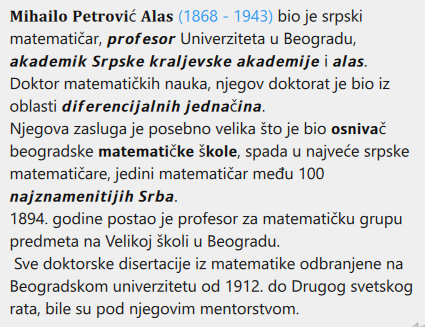 Mihailo Petrović Alas (1868 - 1943) bio je srpski
matematičar, profesor Univerziteta u Beogradu,
akademik Srpske kraljevske akademije i alas.
Doktor matematičkih nauka, njegov doktorat je bio iz
oblasti diferencijalnih jednačina.
Njegova zasluga je posebno velika što je bio osnivač
beogradske matematičke škole, spada u najveće srpske
matematičare, jedini matematičar među 100
najznamenitijih Srba.
1894. godine postao je profesor za matematičku grupu
predmeta na Velikoj školi u Beogradu.
Sve doktorske disertacije iz matematike odbranjene na
Beogradskom univerzitetu od 1912. do Drugog svetskog
rata, bile su pod njegovim mentorstvom.